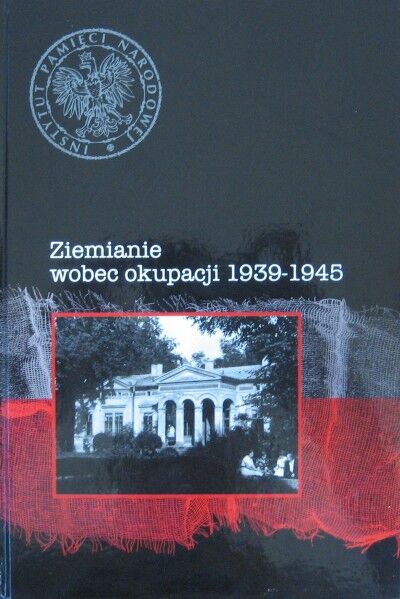 INSTYTUT PAMIĘCI NARODOWEJ
Ziemianie
wobec okupacji 1939-1945